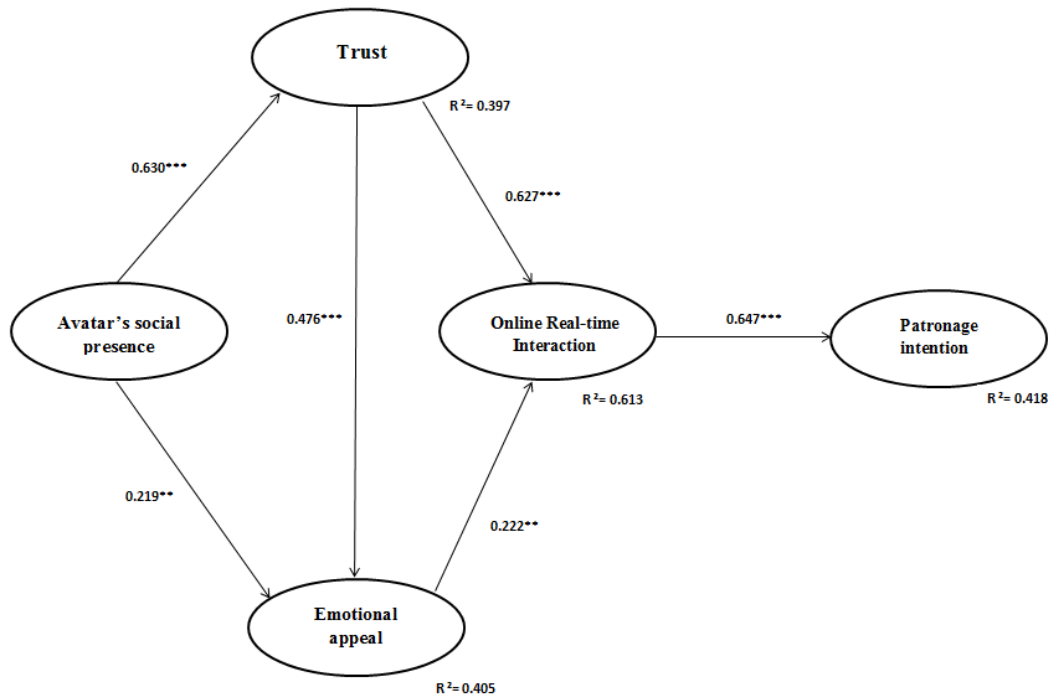 Trust
R²= 0.397
0.630***
0.627***
Avatar’s social
presence
0.476***
Online Real-time
Interaction
0.647***
Patronage
intention
R²= 0.613
R²= 0.418
0.219**
0.222**
Emotional
appeal
R²= 0.405